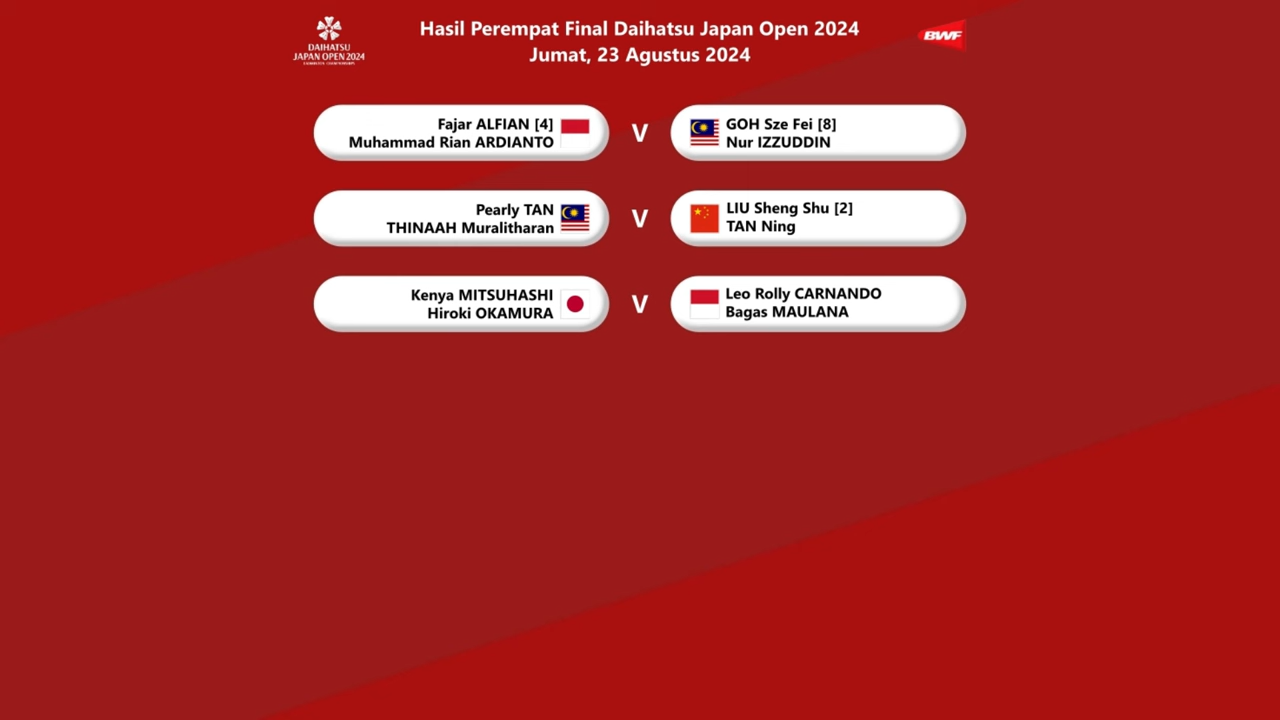 Hasil Perempat Final Daihatsu Japan Open 2024
Jumat, 23 Agustus 2024
DAIHATSU
JAPAN OPEN 2024
BWF
Fajar ALFIAN [4]
Muhammad Rian ARDIANTO
V
GOH Sze Fei [8]
Nur IZZUDDIN
Pearly TAN
THINAAH Muralitharan
V
LIU Sheng Shu [2]
TAN Ning
Kenya MITSUHASHI
Hiroki OKAMURA
V
Leo Rolly CARNANDO
Bagas MAULANA